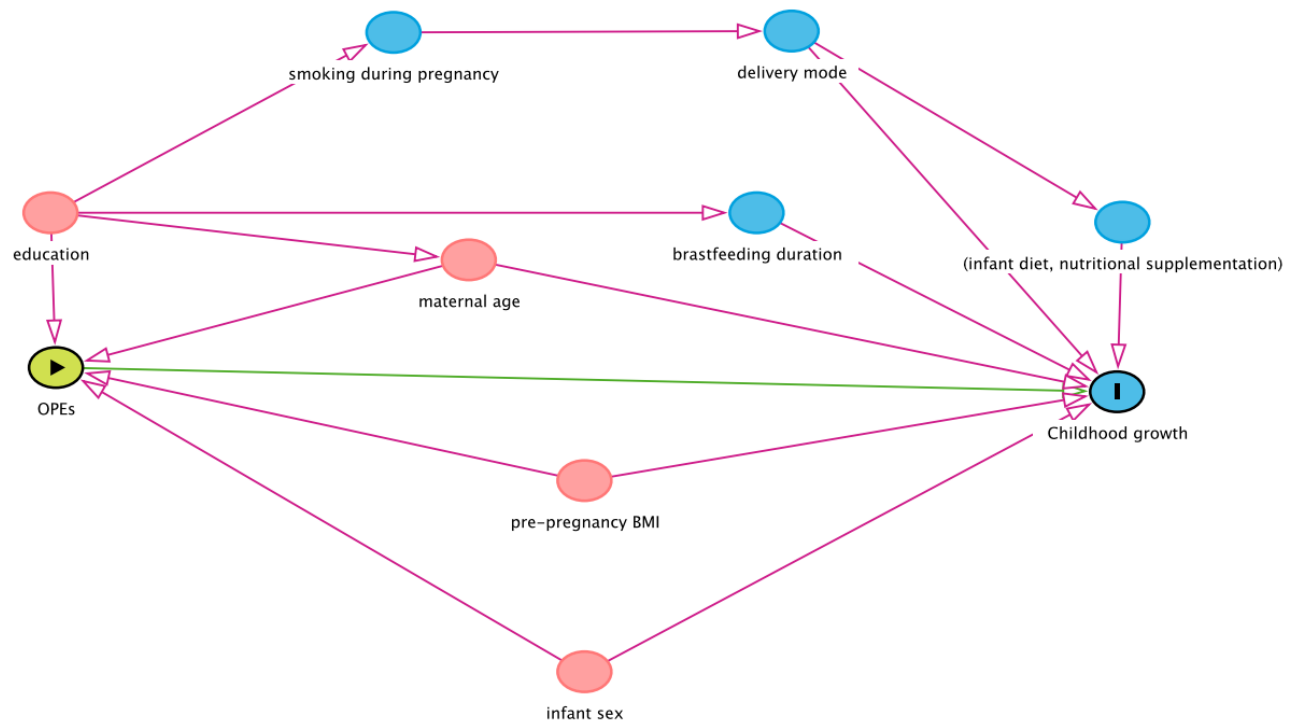 smoking during pregnancy
delivery mode
education
brastfeeding duration
(infant diet, nutritional supplementation)
maternal age
OPEs
Childhood growth
pre-pregnancy BMI
infant sex